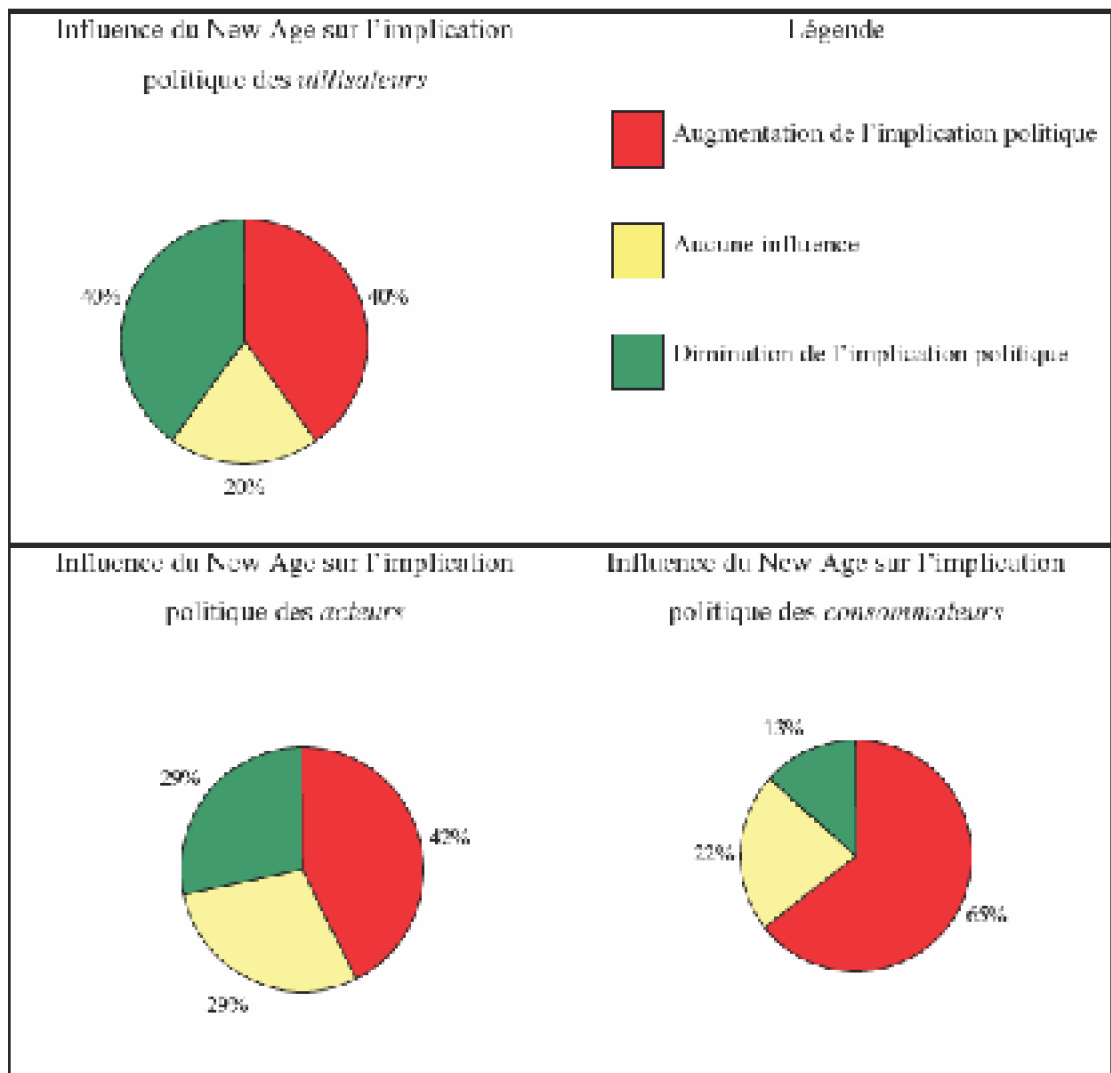 Influence du New Age sur l'implication
politique des utilisateurs
40%
40%
20%
Légende
Augmentation de l'implication politique
Aucune influence
Diminution de l'implication politique
Influence du New Age sur l'implication
politique des acteurs
29%
42%
29%
Influence du New Age sur l'implication
politique des consommateurs
13%
22%
65%